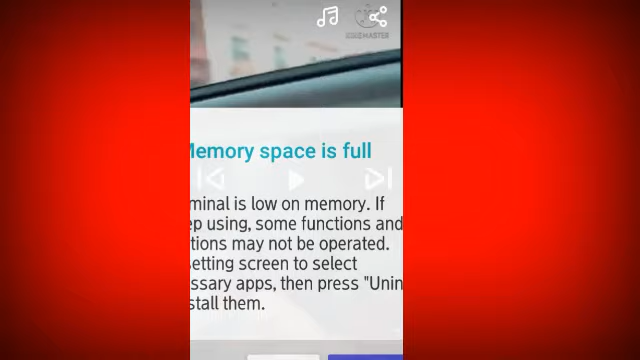 MASTER
Memory space is full
minal is low on memory. If
ep using, some functions and
tions may not be operated.
etting screen to select
ssary apps, then press "Unin
stall them.